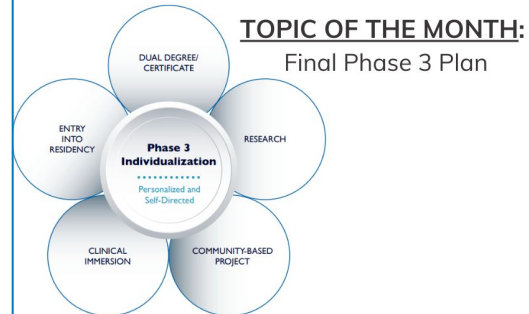 TOPIC OF THE MONTH:
Final Phase 3 Plan
DUAL DEGREE/
CERTIFICATE
ENTRY
INTO
RESIDENCY
RESEARCH
Phase 3
Individualization
Personalized and
Self-Directed
CLINICAL
IMMERSION
COMMUNITY-BASED
PROJECT